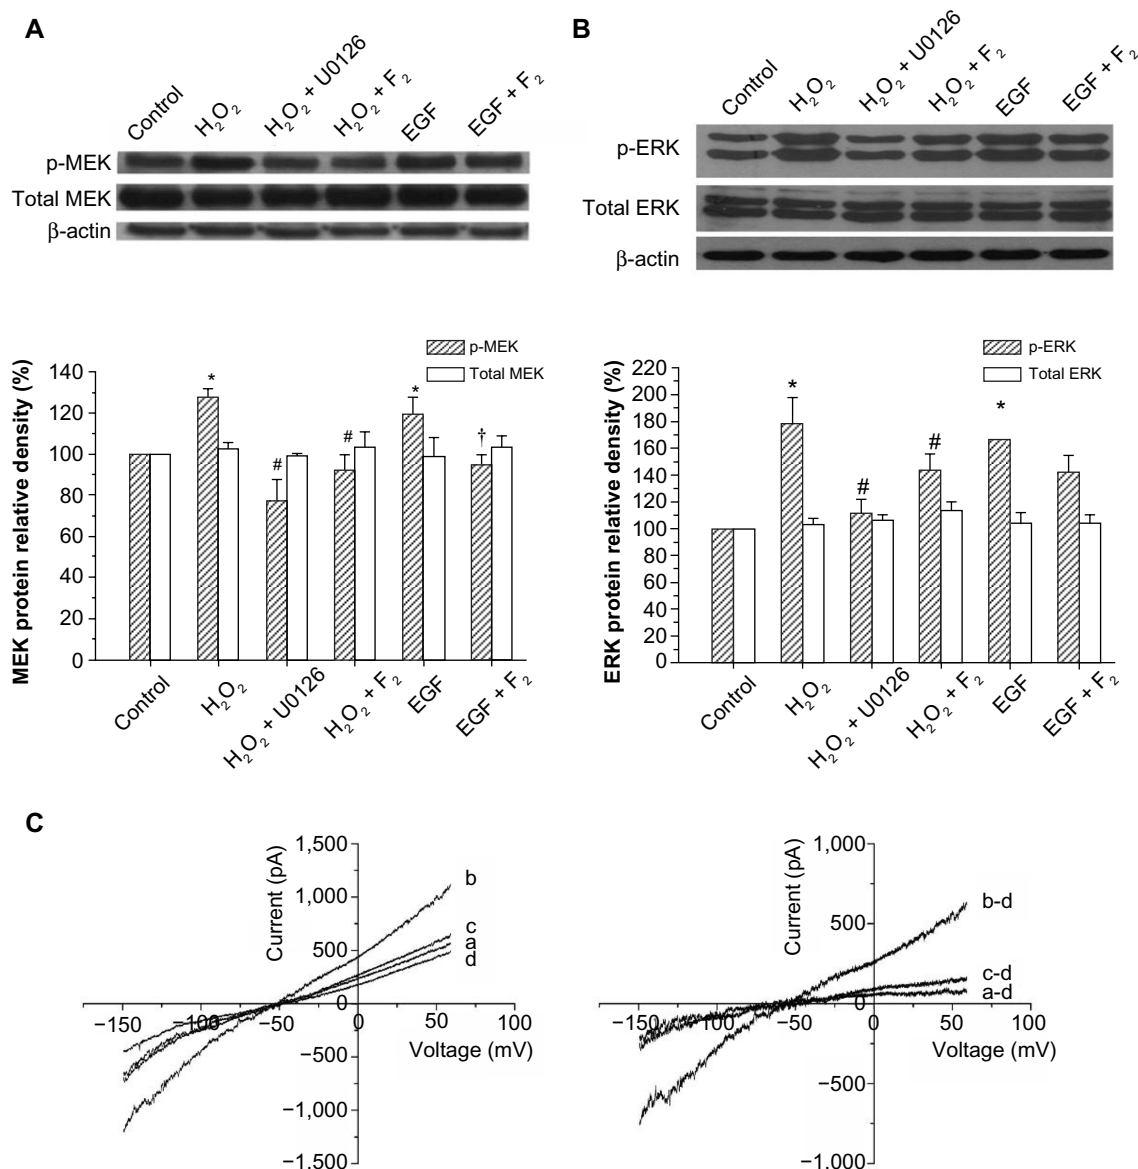 A
Control
H₂O₂
H₂O₂ + U0126
H₂O₂ + F₂
EGF
EGF + F₂
p-MEK
Total MEK
β-actin
B
Control
H₂O₂
H₂O₂ + U0126
H₂O₂ + F₂
EGF
EGF + F₂
p-ERK
Total ERK
β-actin
MEK protein relative density (%)
p-MEK
Total MEK
140
120
100
80
60
40
20
0
*
#
#
*
†
Control
H₂O₂
H₂O₂ + U0126
H₂O₂ + F₂
EGF
EGF + F₂
ERK protein relative density (%)
p-ERK
Total ERK
220
200
180
160
140
120
100
80
60
40
20
0
*
#
#
*
Control
H₂O₂
H₂O₂ + U0126
H₂O₂ + F₂
EGF
EGF + F₂
C
Current (pA)
1,500
1,000
500
0
−500
−1,000
−1,500
−150
−100
−50
0
50
100
Voltage (mV)
b
c
a
d
Current (pA)
1,000
500
0
−500
−1,000
−150
−100
−50
0
50
100
Voltage (mV)
b-d
c-d
a-d